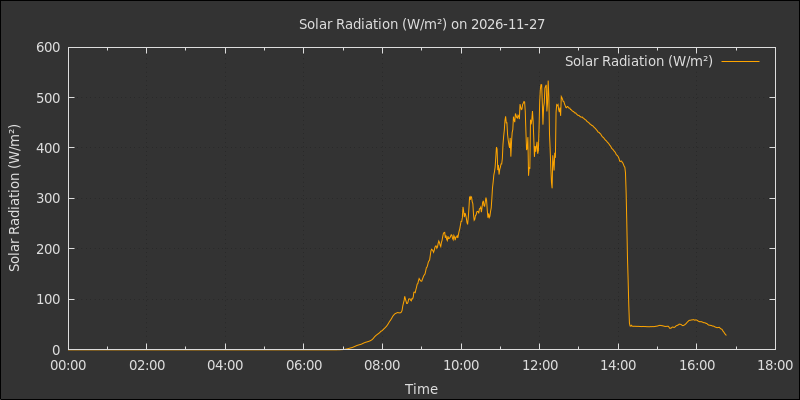 Solar Radiation (W/m²) on 2026-11-27
Solar Radiation (W/m²)
Solar Radiation (W/m²)
600
500
400
300
200
100
0
00:00 02:00 04:00 06:00 08:00 10:00 12:00 14:00 16:00 18:00
Time